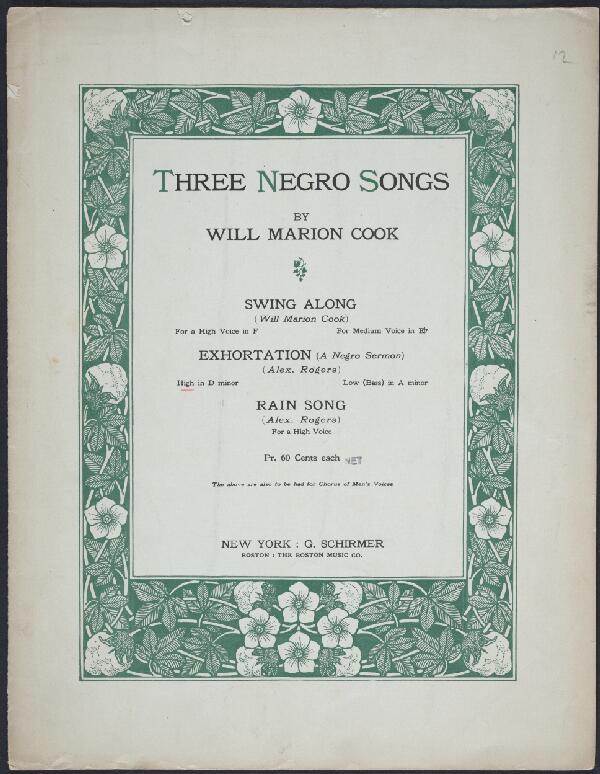 12
THREE NEGRO SONGS
BY
WILL MARION COOK
SWING ALONG
(Will Marion Cook)
For a High Voice in F For Medium Voice in E♭
EXHORTATION (A Negro Sermon)
(Alex. Rogers)
High in D minor Low (Bass) in A minor
RAIN SONG
(Alex. Rogers)
For a High Voice
Pr. 60 Cents each NET
The above are also to be had for Chorus of Men's Voices
NEW YORK : G. SCHIRMER
BOSTON : THE BOSTON MUSIC CO.